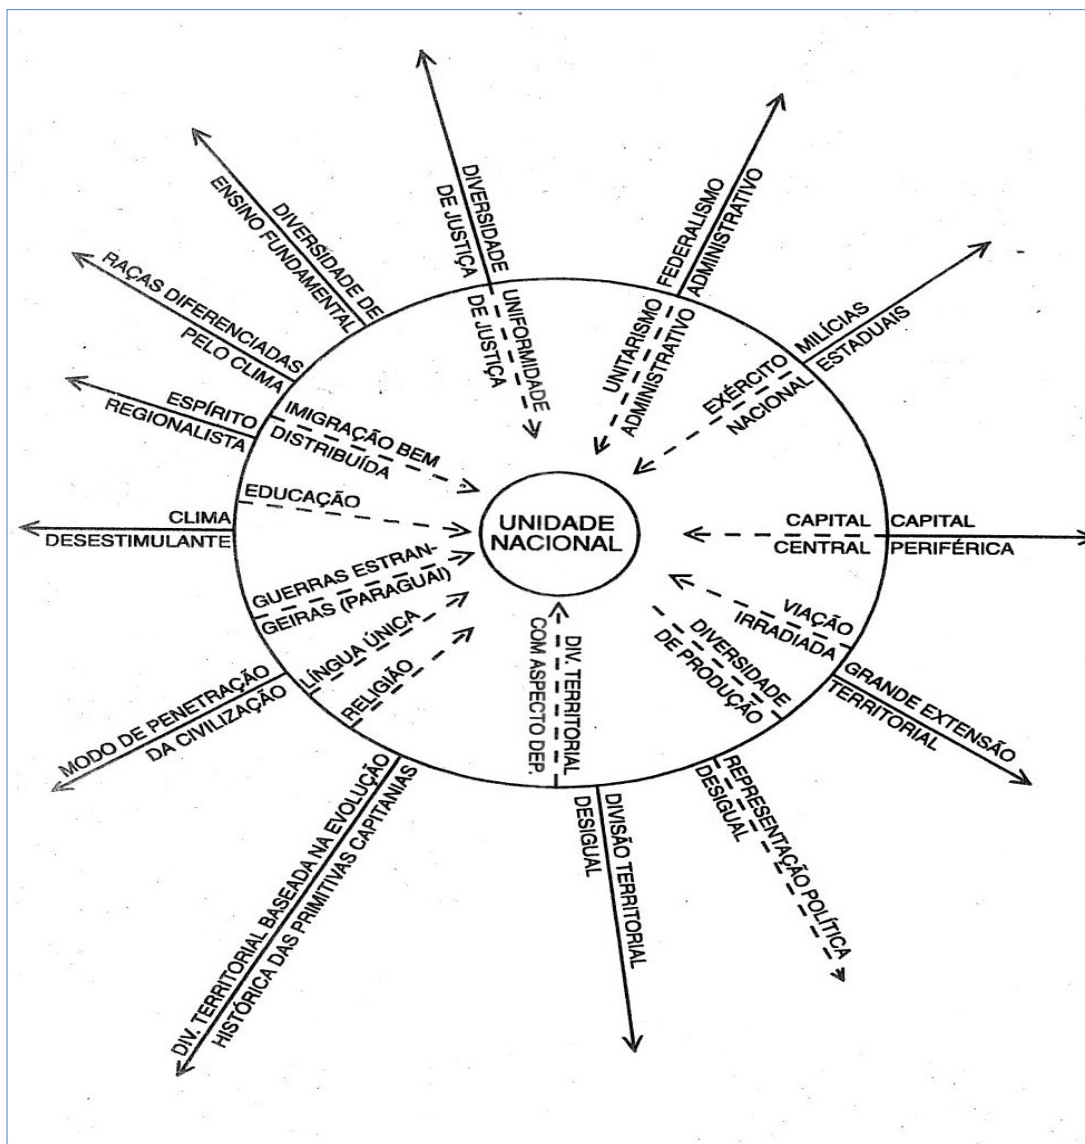 DIVERSIDADE
DE JUSTIÇA
UNIFORMIDADE
DE JUSTIÇA
FEDERALISMO
ADMINISTRATIVO
UNITARISMO
ADMINISTRATIVO
MILÍCIAS
ESTADUAIS
EXÉRCITO
NACIONAL
CAPITAL
PERIFÉRICA
CAPITAL
CENTRAL
VIAÇÃO
IRRADIADA
GRANDE EXTENSÃO
TERRITORIAL
DIVERSIDADE
DE PRODUÇÃO
REPRESENTAÇÃO POLÍTICA
DESIGUAL
DIVISÃO TERRITORIAL
DESIGUAL
DIV. TERRITORIAL
COM ASPECTO DEP.
DIV. TERRITORIAL BASEADA NA EVOLUÇÃO
HISTÓRICA DAS PRIMITIVAS CAPITANIAS
RELIGIÃO
LÍNGUA ÚNICA
MODO DE PENETRAÇÃO
DA CIVILIZAÇÃO
GUERRAS ESTRAN-
GEIRAS (PARAGUAI)
CLIMA
DESESTIMULANTE
EDUCAÇÃO
ESPÍRITO
REGIONALISTA
IMIGRAÇÃO BEM
DISTRIBUÍDA
RAÇAS DIFERENCIADAS
PELO CLIMA
DIVERSIDADE DE
ENSINO FUNDAMENTAL
UNIDADE
NACIONAL